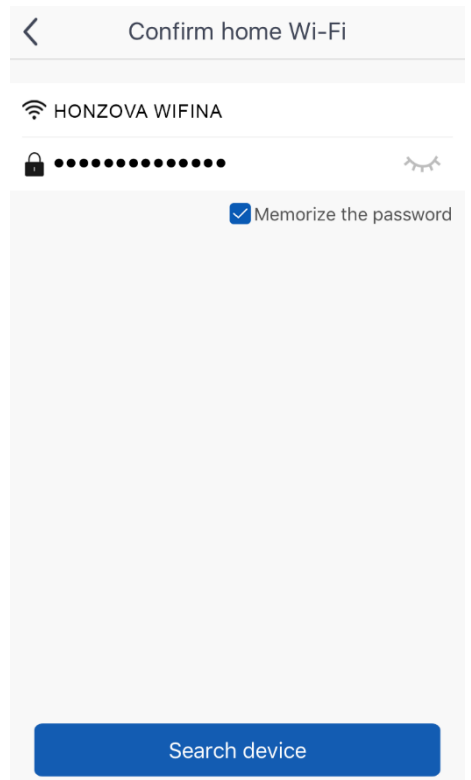 Confirm home Wi-Fi
HONZOVA WIFINA
••••••••••••••
Memorize the password
Search device